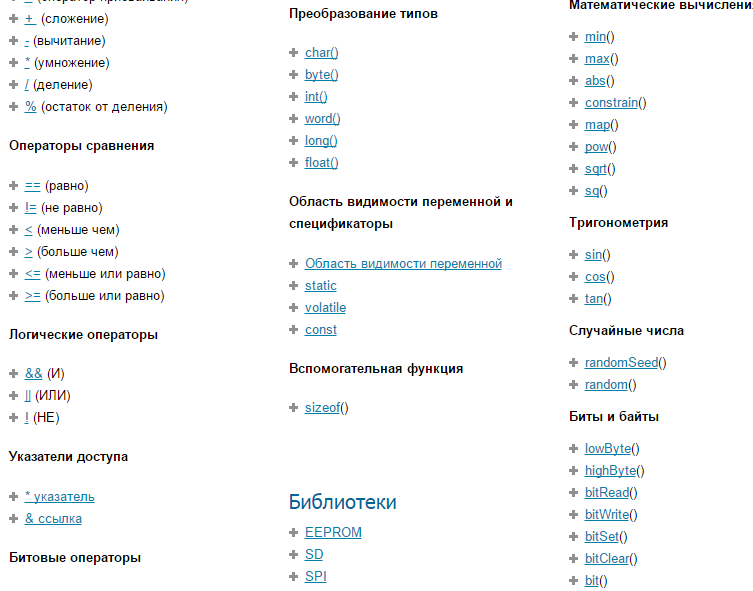 + (сложение)
- (вычитание)
* (умножение)
/ (деление)
% (остаток от деления)
Операторы сравнения
== (равно)
!= (не равно)
< (меньше чем)
> (больше чем)
<= (меньше или равно)
>= (больше или равно)
Логические операторы
&& (И)
|| (ИЛИ)
! (НЕ)
Указатели доступа
* указатель
& ссылка
Битовые операторы
Преобразование типов
char()
byte()
int()
word()
long()
float()
Область видимости переменной и
спецификаторы
Область видимости переменной
static
volatile
const
Вспомогательная функция
sizeof()
Библиотеки
EEPROM
SD
SPI
Математические вычислени
min()
max()
abs()
constrain()
map()
pow()
sqrt()
sq()
Тригонометрия
sin()
cos()
tan()
Случайные числа
randomSeed()
random()
Биты и байты
lowByte()
highByte()
bitRead()
bitWrite()
bitSet()
bitClear()
bit()